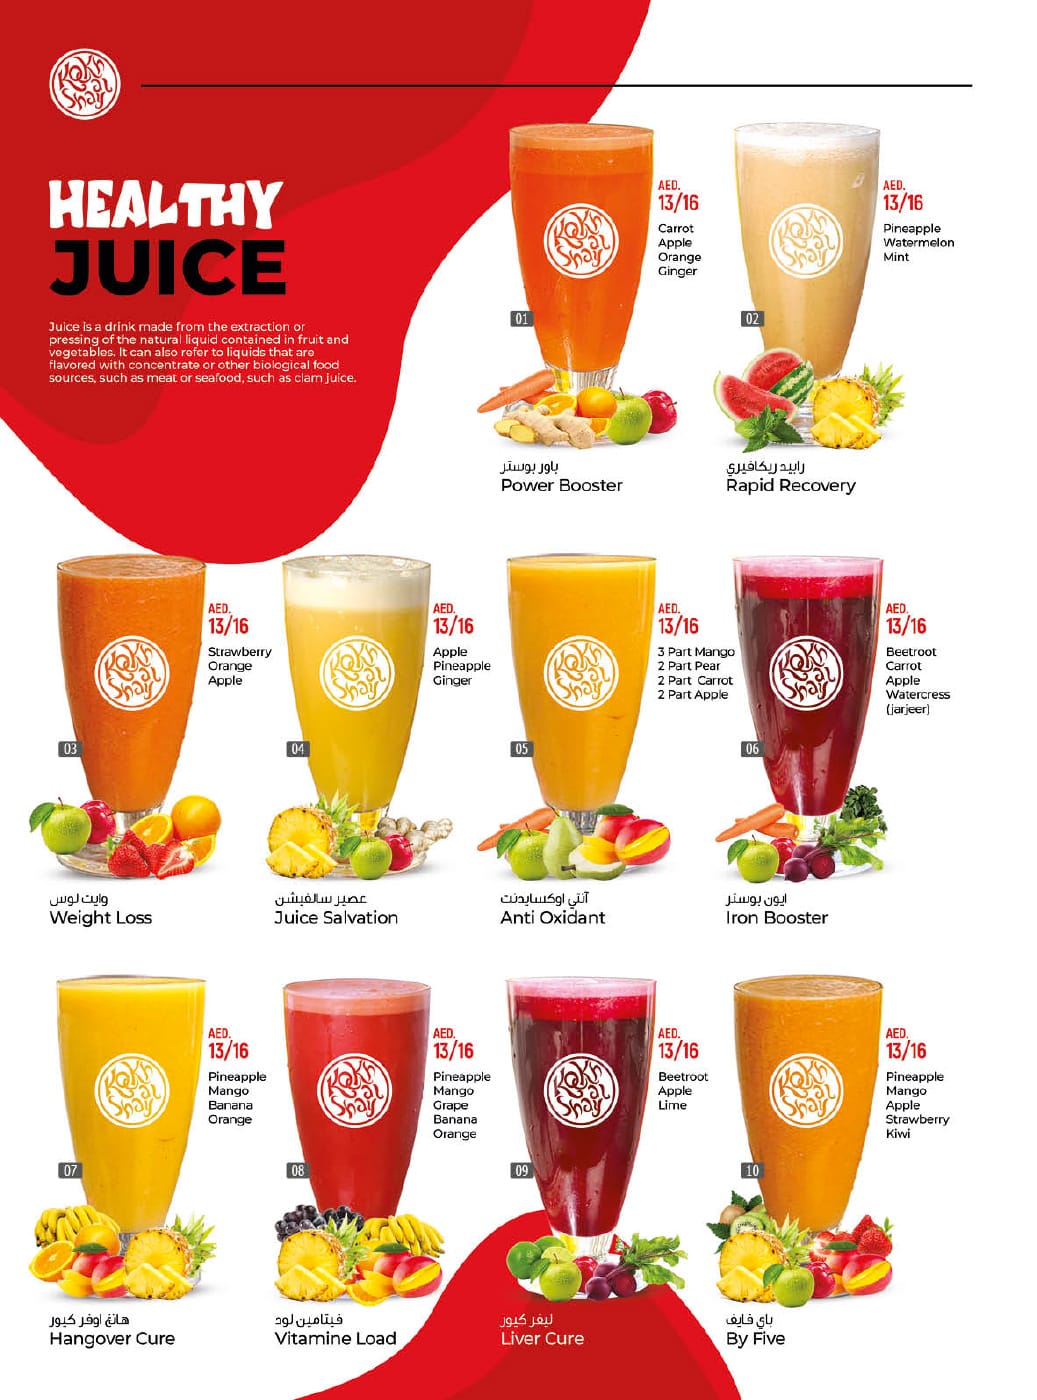 HEALTHY
JUICE
Juice is a drink made from the extraction or
pressing of the natural liquid contained in fruit and
vegetables. It can also refer to liquids that are
flavored with concentrate or other biological food
sources, such as meat or seafood, such as clam juice.
AED.
13/16
Carrot
Apple
Orange
Ginger
01
باور بوستر
Power Booster
AED.
13/16
Pineapple
Watermelon
Mint
02
رابيد ريكافيري
Rapid Recovery
AED.
13/16
Strawberry
Orange
Apple
03
وايت لوس
Weight Loss
AED.
13/16
Apple
Pineapple
Ginger
04
عصير سالفيشن
Juice Salvation
AED.
13/16
3 Part Mango
2 Part Pear
2 Part Carrot
2 Part Apple
05
آنتي اوكسايدنت
Anti Oxidant
AED.
13/16
Beetroot
Carrot
Apple
Watercress
(jarjeer)
06
ايون بوستر
Iron Booster
AED.
13/16
Pineapple
Mango
Banana
Orange
07
هانغ اوفر كيور
Hangover Cure
AED.
13/16
Pineapple
Mango
Grape
Banana
Orange
08
فيتامين لود
Vitamine Load
AED.
13/16
Beetroot
Apple
Lime
09
ليفر كيور
Liver Cure
AED.
13/16
Pineapple
Mango
Apple
Strawberry
Kiwi
10
باي فايف
By Five